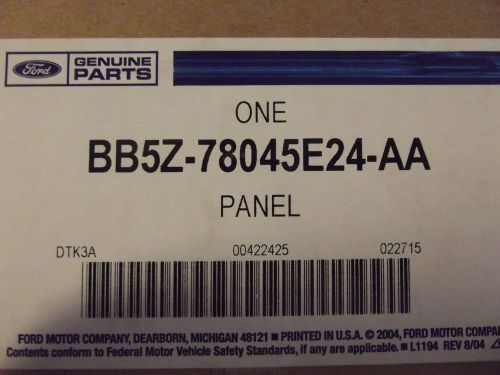 Ford GENUINE PARTS
ONE
BB5Z-78045E24-AA
PANEL
DTK3A 00422425 022715
FORD MOTOR COMPANY, DEARBORN, MICHIGAN 48121 ■ PRINTED IN U.S.A. © 2004, FORD MOTOR COMPANY
Contents conform to Federal Motor Vehicle Safety Standards, if any are applicable. ■ L1194 REV 8/04